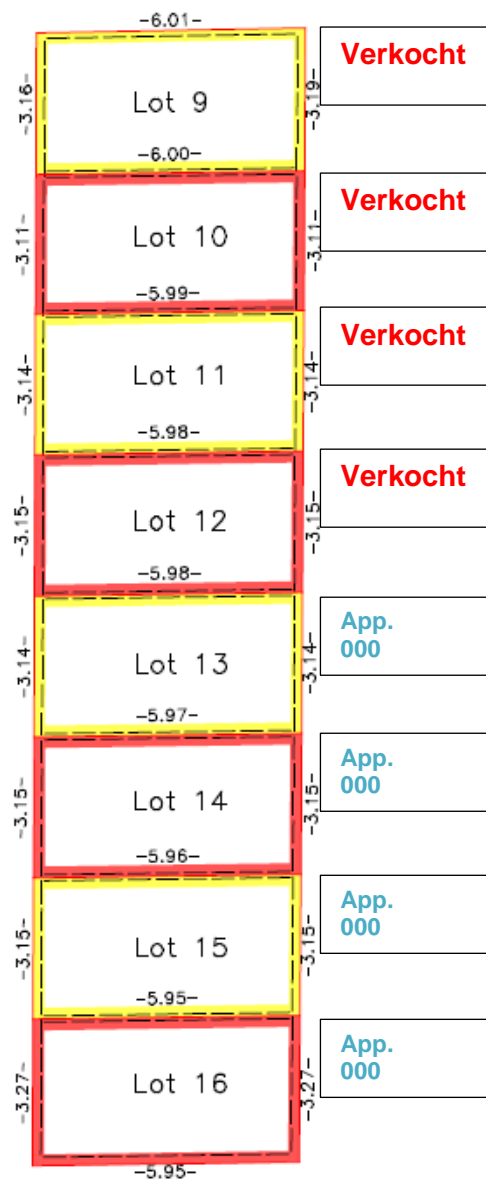 -6.01-
Verkocht
-3.16-
Lot 9
-3.19-
-6.00-
Verkocht
-3.11-
Lot 10
-3.11-
-5.99-
Verkocht
-3.14-
Lot 11
-3.14-
-5.98-
Verkocht
-3.15-
Lot 12
-3.15-
-5.98-
App.
000
-3.14-
Lot 13
-3.14-
-5.97-
App.
000
-3.15-
Lot 14
-3.15-
-5.96-
App.
000
-3.15-
Lot 15
-3.15-
-5.95-
App.
000
-3.27-
Lot 16
-3.27-
-5.95-